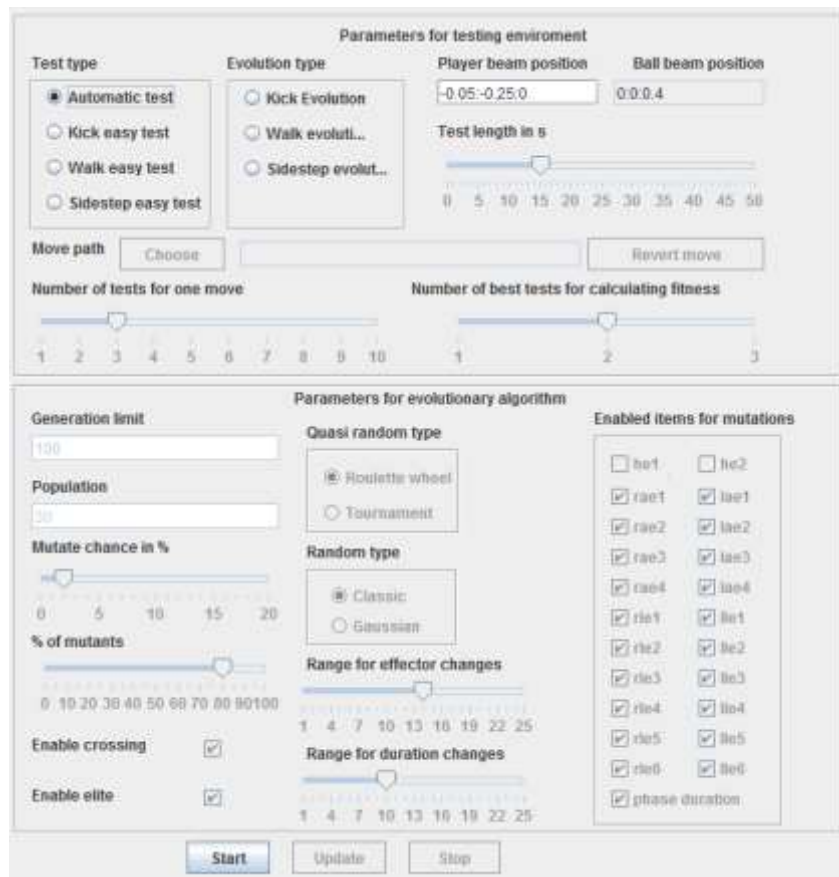 Parameters for testing enviroment
Test type
Automatic test
Kick easy test
Walk easy test
Sidestep easy test
Evolution type
Kick Evolution
Walk evoluti...
Sidestep evolut...
Player beam position
-0.05:-0.25:0
Ball beam position
0:0:0.4
Test length in s
0 5 10 15 20 25 30 35 40 45 50
Move path
Choose
Revert move
Number of tests for one move
1 2 3 4 5 6 7 8 9 10
Number of best tests for calculating fitness
1 2 3
Parameters for evolutionary algorithm
Generation limit
100
Population
30
Mutate chance in %
0 5 10 15 20
% of mutants
0 10 20 30 40 50 60 70 80 90100
Enable crossing
Enable elite
Quasi random type
Roulette wheel
Tournament
Random type
Classic
Gaussian
Range for effector changes
1 4 7 10 13 16 19 22 25
Range for duration changes
1 4 7 10 13 16 19 22 25
Enabled items for mutations
he1 he2
rae1 lae1
rae2 lae2
rae3 lae3
rae4 lae4
rle1 lle1
rle2 lle2
rle3 lle3
rle4 lle4
rle5 lle5
rle6 lle6
phase duration
Start Update Stop